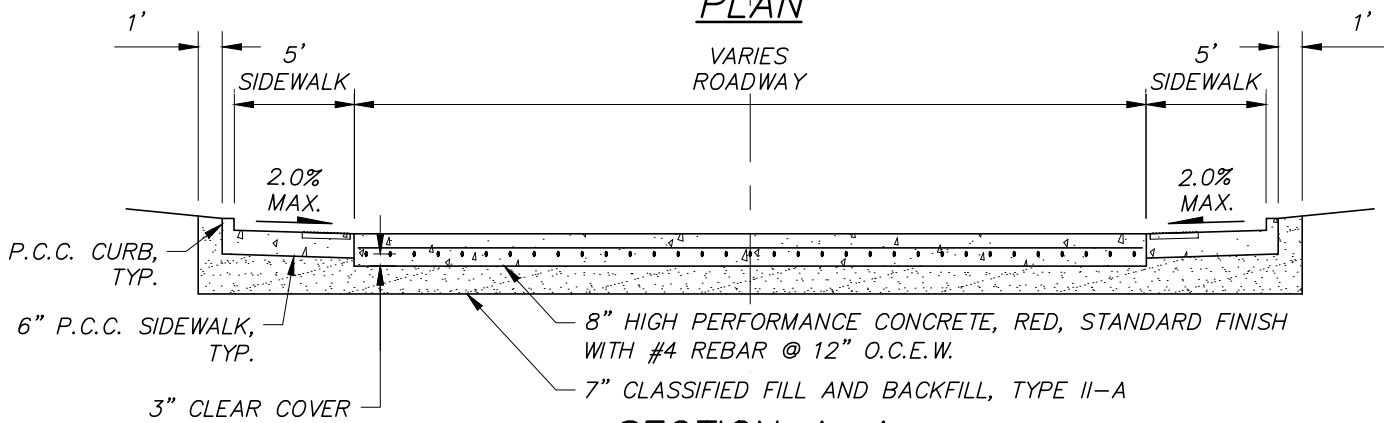 PLAN
1'
5'
SIDEWALK
VARIES
ROADWAY
5'
SIDEWALK
1'
2.0%
MAX.
2.0%
MAX.
P.C.C. CURB,
TYP.
6" P.C.C. SIDEWALK,
TYP.
8" HIGH PERFORMANCE CONCRETE, RED, STANDARD FINISH
WITH #4 REBAR @ 12" O.C.E.W.
7" CLASSIFIED FILL AND BACKFILL, TYPE II-A
3" CLEAR COVER
SECTION A-A